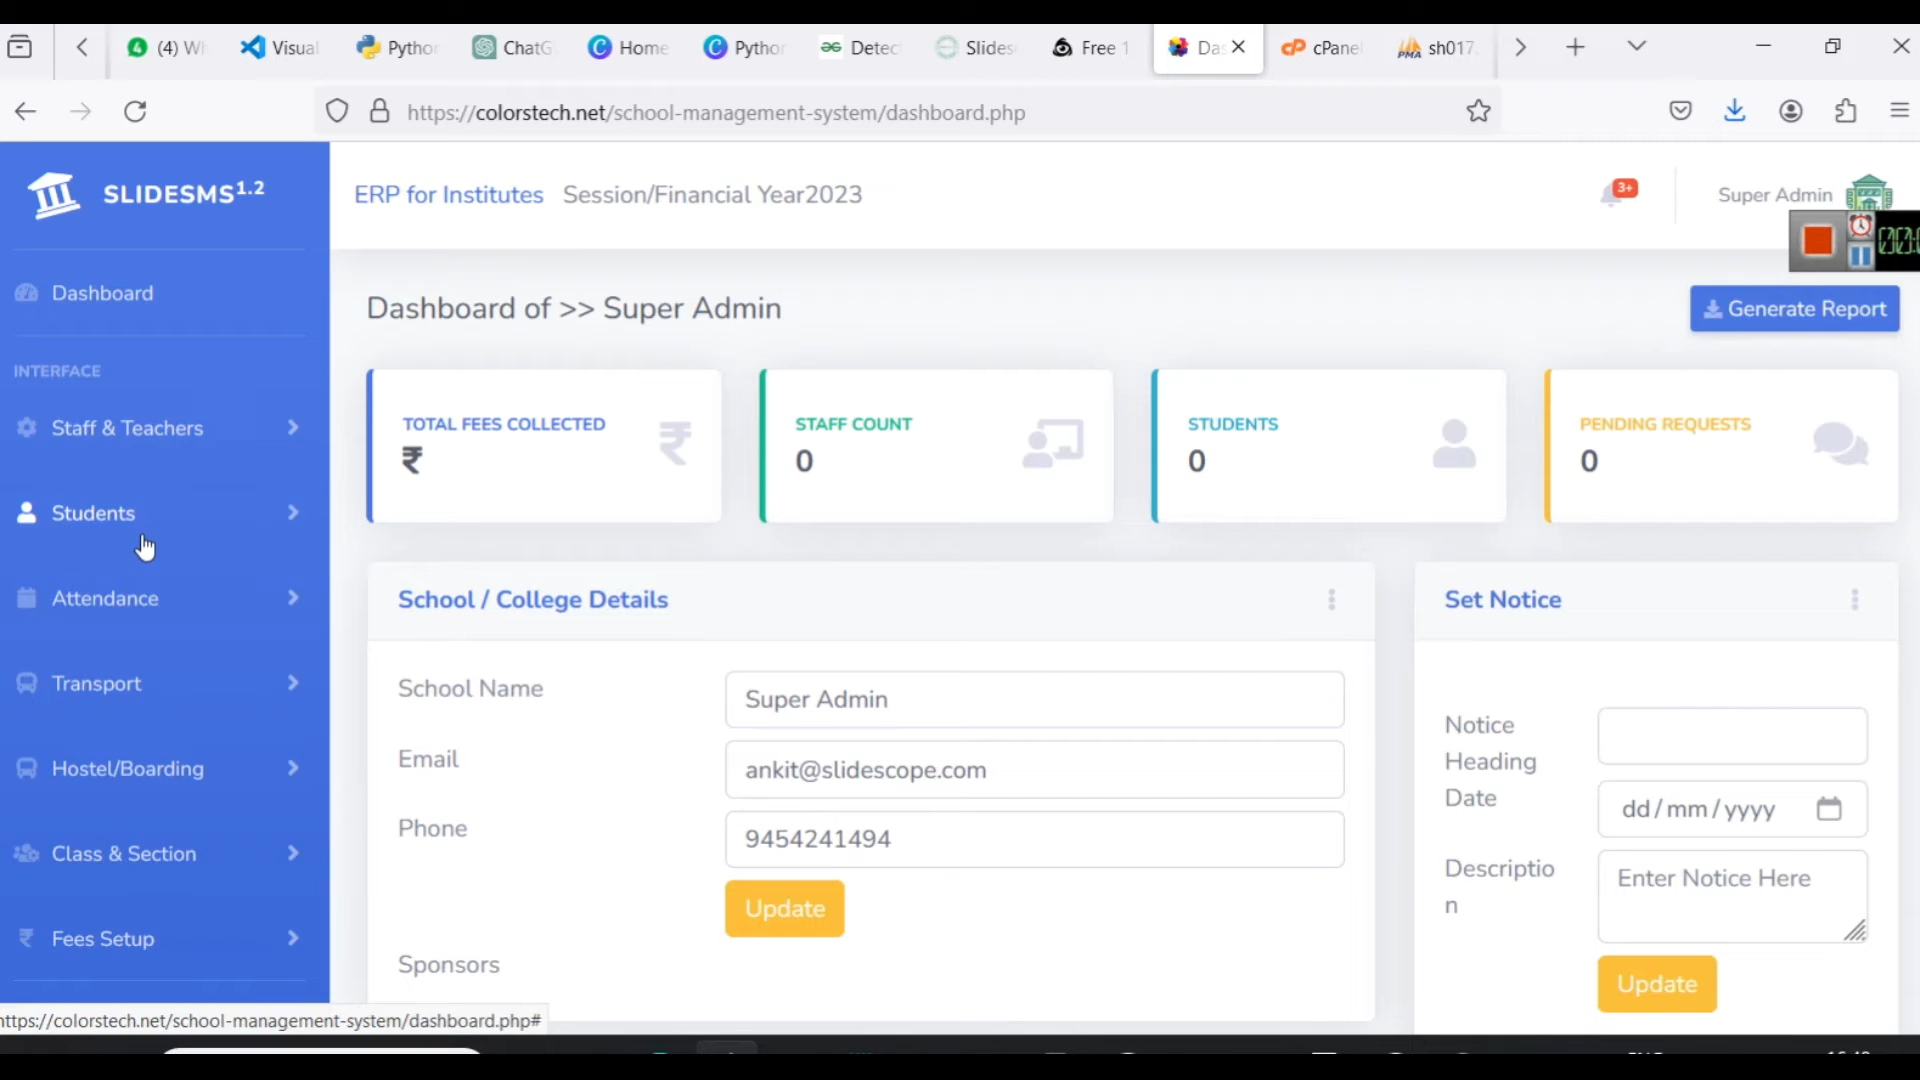 (4) Wh
Visual
Python
ChatG
Home
Python
Detec
Slides
Free 1
Das
cPanel
sh017.
https://colorstech.net/school-management-system/dashboard.php
SLIDESMS1.2
ERP for Institutes Session/Financial Year2023
3+
Super Admin
Dashboard
Dashboard of >> Super Admin
Generate Report
INTERFACE
Staff & Teachers
Students
Attendance
Transport
Hostel/Boarding
Class & Section
Fees Setup
TOTAL FEES COLLECTED
₹
STAFF COUNT
0
STUDENTS
0
PENDING REQUESTS
0
School / College Details
School Name
Super Admin
Email
ankit@slidescope.com
Phone
9454241494
Update
Sponsors
Set Notice
Notice
Heading
Date
dd/mm/yyyy
Descriptio
n
Enter Notice Here
Update
https://colorstech.net/school-management-system/dashboard.php#